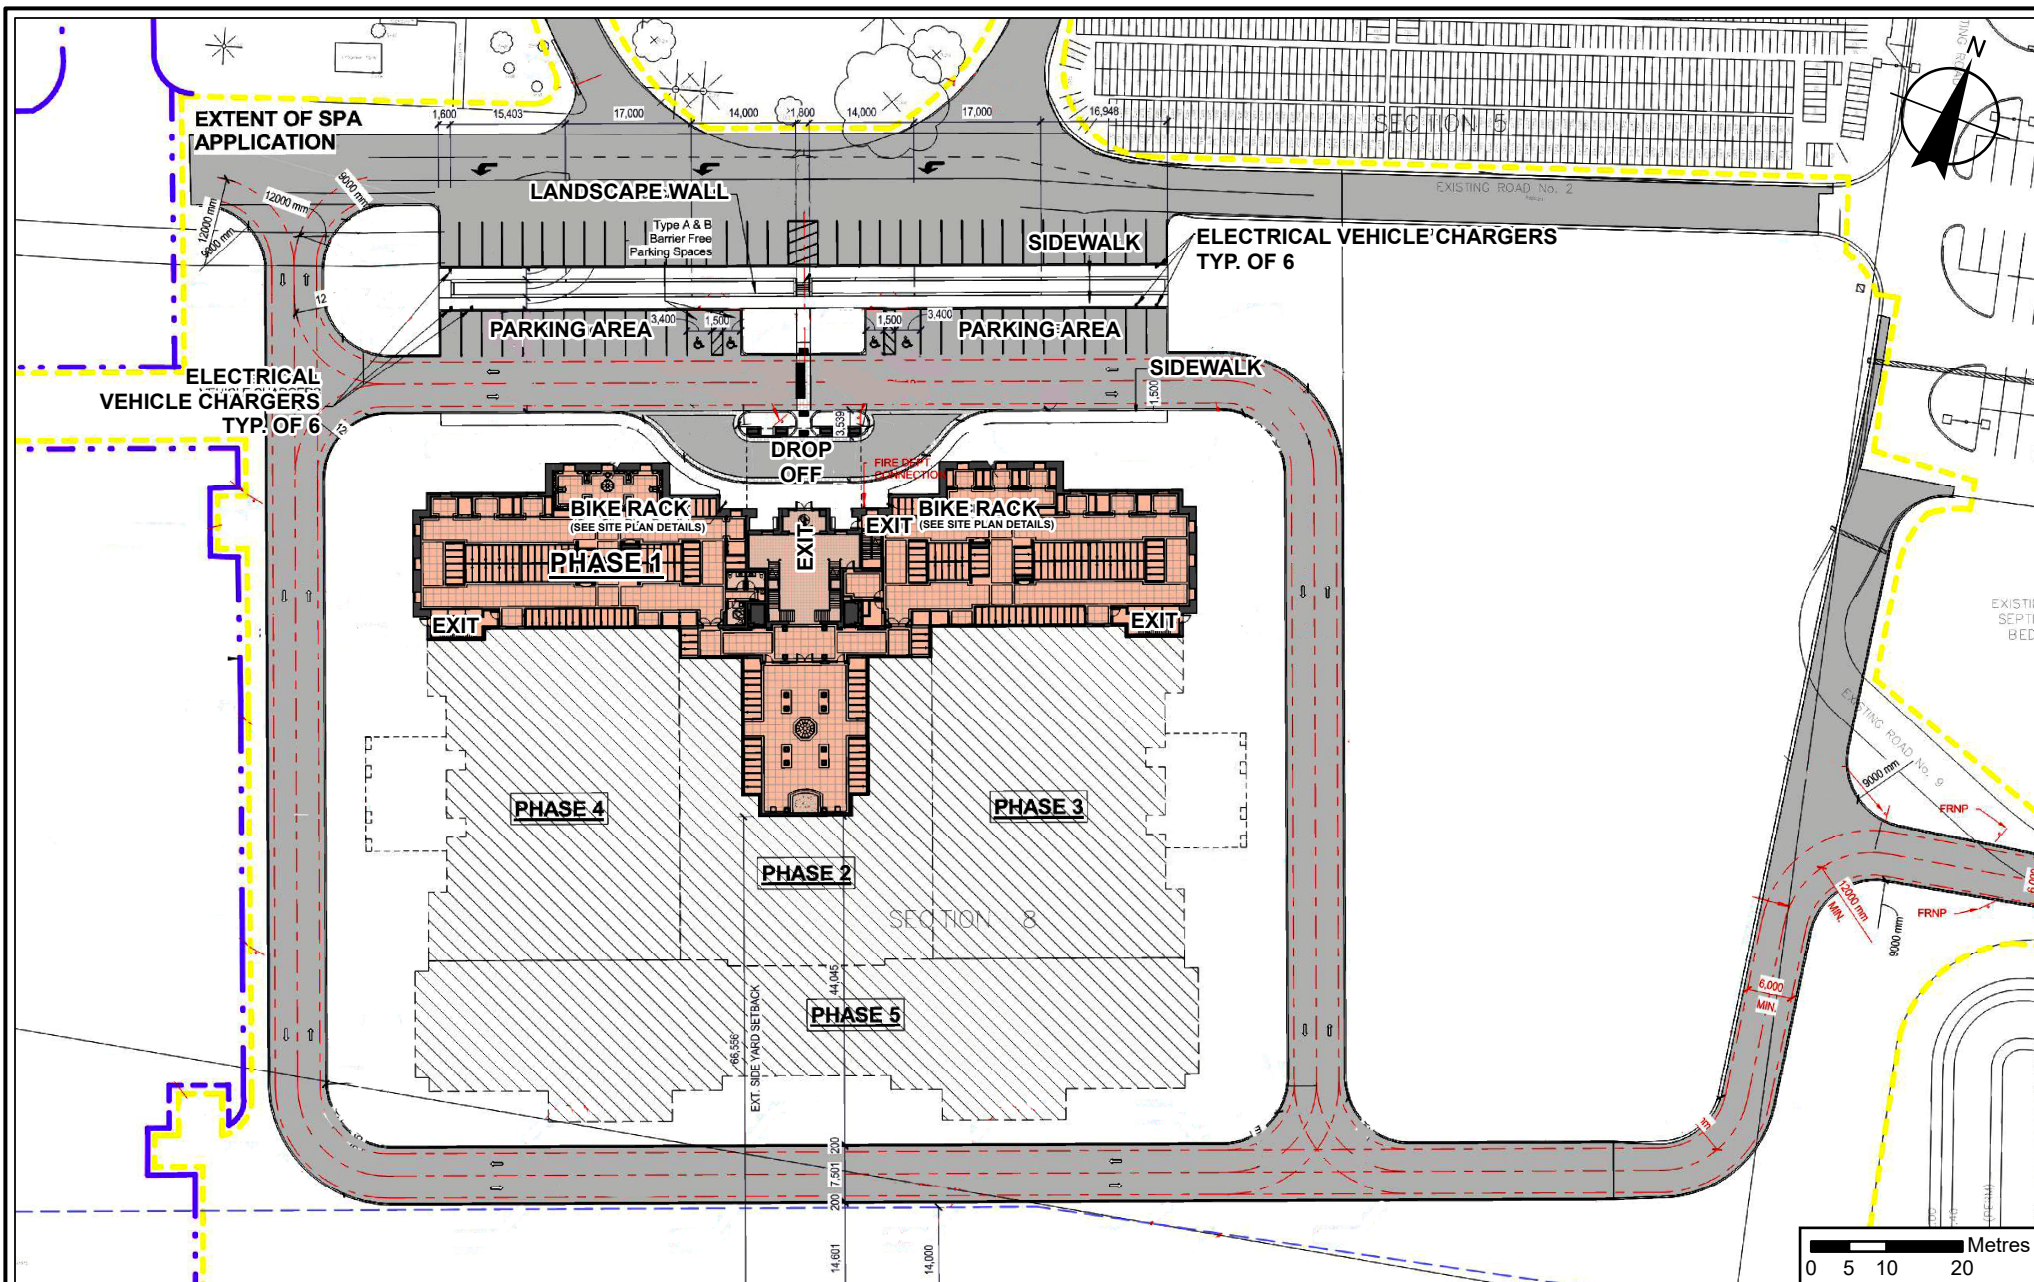 EXTENT OF SPA
APPLICATION
1,600
15,403
17,000
14,000
1,800
14,000
17,000
16,948
SECTION 5
N
EXISTING ROAD No. 2
9000 mm
12000 mm
12000 mm
9000 mm
LANDSCAPE WALL
Type A & B
Barrier Free
Parking Spaces
SIDEWALK
ELECTRICAL VEHICLE CHARGERS
TYP. OF 6
12
PARKING AREA
3,400
1,500
1,500
3,400
PARKING AREA
ELECTRICAL
VEHICLE CHARGERS
TYP. OF 6
12
SIDEWALK
1,500
3,539
DROP
OFF
FIRE DEPT.
CONNECTION
BIKE RACK
(SEE SITE PLAN DETAILS)
EXIT
EXIT
BIKE RACK
(SEE SITE PLAN DETAILS)
PHASE 1
EXIT
EXIT
EXISTI
SEPTI
BED
EXISTING ROAD No. 9
PHASE 4
PHASE 3
9000 mm
FRNP
PHASE 2
12000 mm
MIN.
FRNP
9000 mm
SECTION 8
44,045
66,556
EXT. SIDE YARD SETBACK
6,000
MIN.
PHASE 5
200
7,501
200
14,601
14,000
Metres
0 5 10 20